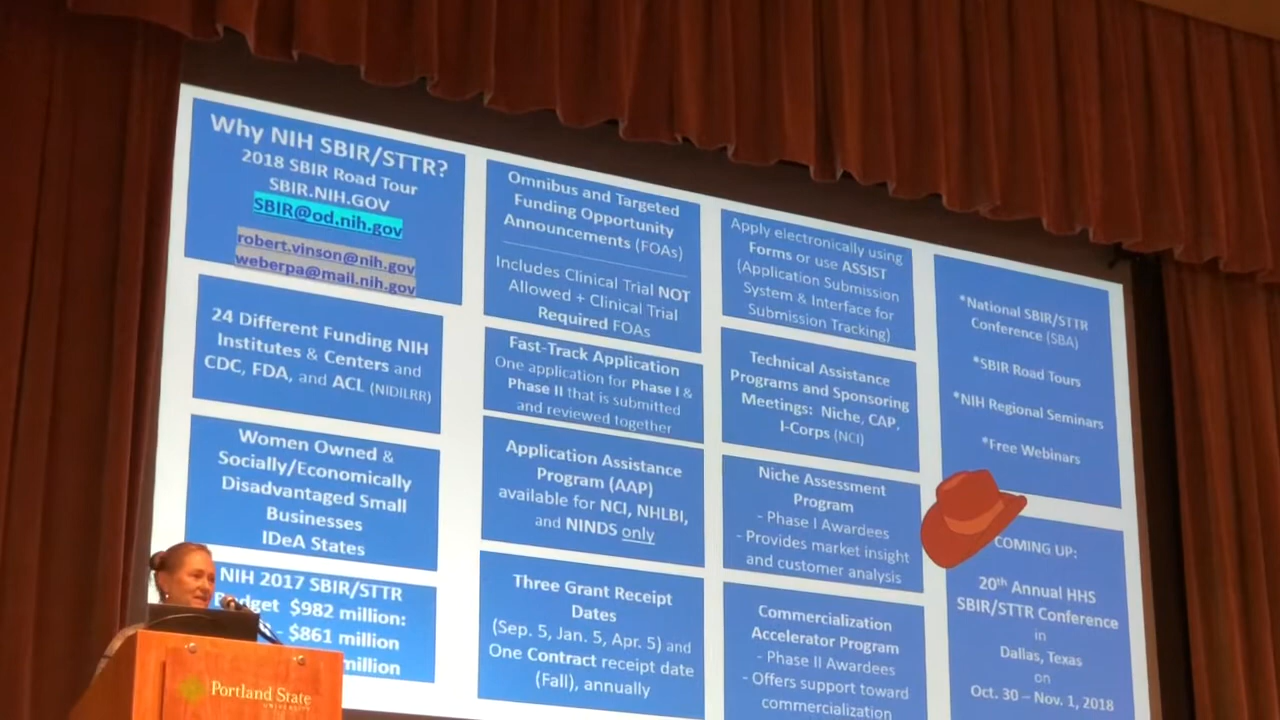 Why NIH SBIR/STTR?
2018 SBIR Road Tour
SBIR.NIH.GOV
SBIR@od.nih.gov
robert.vinson@nih.gov
weberpa@mail.nih.gov
24 Different Funding NIH
Institutes & Centers and
CDC, FDA, and ACL (NIDILRR)
Women Owned &
Socially/Economically
Disadvantaged Small
Businesses
IDeA States
NIH 2017 SBIR/STTR
$982 million:
- $861 million
million
Omnibus and Targeted
Funding Opportunity
Announcements (FOAs)
Includes Clinical Trial NOT
Allowed + Clinical Trial
Required FOAs
Fast-Track Application
One application for Phase I &
Phase II that is submitted
and reviewed together
Application Assistance
Program (AAP)
available for NCI, NHLBI,
and NINDS only
Three Grant Receipt
Dates
(Sep. 5, Jan. 5, Apr. 5) and
One Contract receipt date
(Fall), annually
Apply electronically using
Forms or use ASSIST
(Application Submission
System & Interface for
Submission Tracking)
Technical Assistance
Programs and Sponsoring
Meetings: Niche, CAP,
I-Corps (NCI)
Niche Assessment
Program
- Phase I Awardees
- Provides market insight
and customer analysis
Commercialization
Accelerator Program
- Phase II Awardees
- Offers support toward
commercialization
*National SBIR/STTR
Conference (SBA)
*SBIR Road Tours
*NIH Regional Seminars
*Free Webinars
COMING UP:
20th Annual HHS
SBIR/STTR Conference
in
Dallas, Texas
on
Oct. 30 – Nov. 1, 2018
Portland State
UNIVERSITY